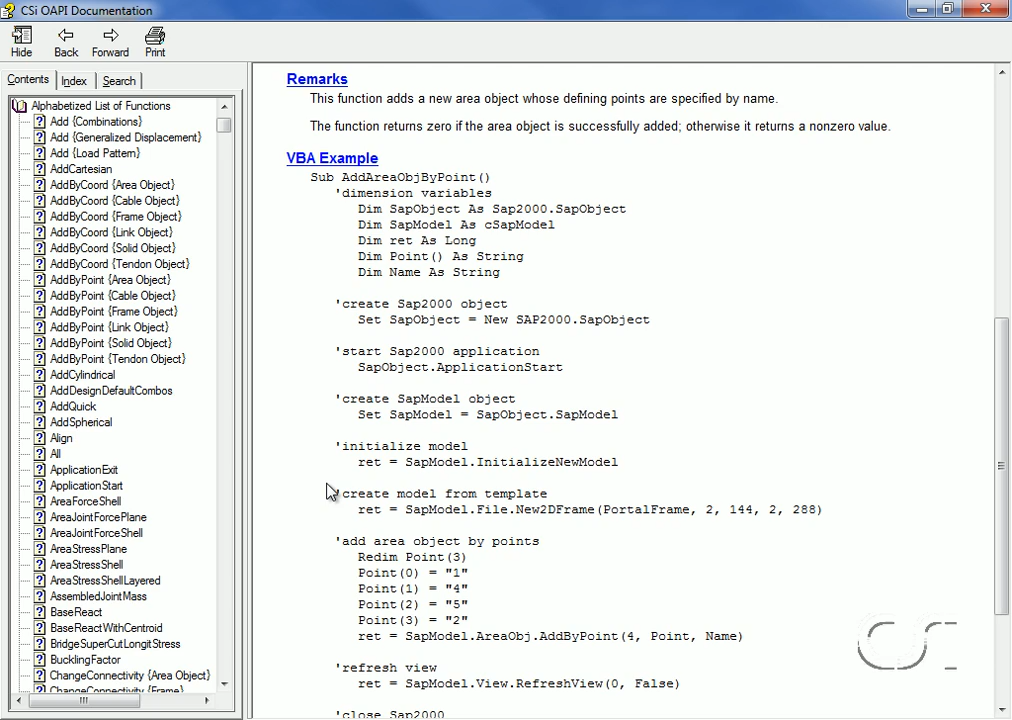 CSi OAPI Documentation
Hide Back Forward Print
Contents Index Search
Alphabetized List of Functions
Add {Combinations}
Add {Generalized Displacement}
Add {Load Pattern}
AddCartesian
AddByCoord {Area Object}
AddByCoord {Cable Object}
AddByCoord {Frame Object}
AddByCoord {Link Object}
AddByCoord {Solid Object}
AddByCoord {Tendon Object}
AddByPoint {Area Object}
AddByPoint {Cable Object}
AddByPoint {Frame Object}
AddByPoint {Link Object}
AddByPoint {Solid Object}
AddByPoint {Tendon Object}
AddCylindrical
AddDesignDefaultCombos
AddQuick
AddSpherical
Align
All
ApplicationExit
ApplicationStart
AreaForceShell
AreaJointForcePlane
AreaJointForceShell
AreaStressPlane
AreaStressShell
AreaStressShellLayered
AssembledJointMass
BaseReact
BaseReactWithCentroid
BridgeSuperCutLongitStress
BucklingFactor
ChangeConnectivity {Area Object}
ChangeConnectivity {Frame}
Remarks
This function adds a new area object whose defining points are specified by name.
The function returns zero if the area object is successfully added; otherwise it returns a nonzero value.
VBA Example
Sub AddAreaObjByPoint()
'dimension variables
Dim SapObject As Sap2000.SapObject
Dim SapModel As cSapModel
Dim ret As Long
Dim Point() As String
Dim Name As String
'create Sap2000 object
Set SapObject = New SAP2000.SapObject
'start Sap2000 application
SapObject.ApplicationStart
'create SapModel object
Set SapModel = SapObject.SapModel
'initialize model
ret = SapModel.InitializeNewModel
'create model from template
ret = SapModel.File.New2DFrame(PortalFrame, 2, 144, 2, 288)
'add area object by points
Redim Point(3)
Point(0) = "1"
Point(1) = "4"
Point(2) = "5"
Point(3) = "2"
ret = SapModel.AreaObj.AddByPoint(4, Point, Name)
'refresh view
ret = SapModel.View.RefreshView(0, False)
'close Sap2000
CSI